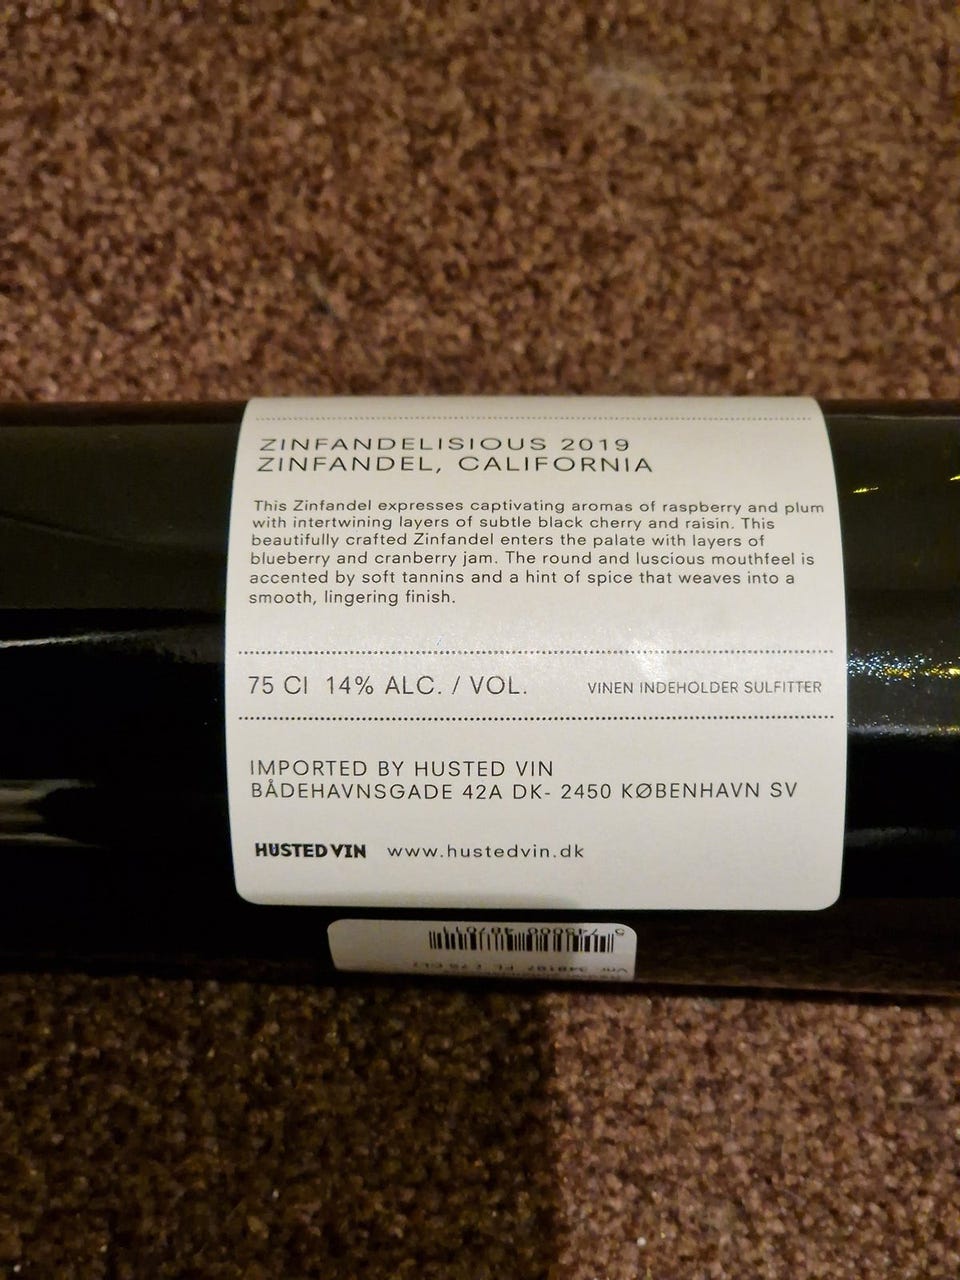 ZINFANDELISIOUS 2019
ZINFANDEL, CALIFORNIA
This Zinfandel expresses captivating aromas of raspberry and plum
with intertwining layers of subtle black cherry and raisin. This
beautifully crafted Zinfandel enters the palate with layers of
blueberry and cranberry jam. The round and luscious mouthfeel is
accented by soft tannins and a hint of spice that weaves into a
smooth, lingering finish.
75 Cl 14% ALC. / VOL. VINEN INDEHOLDER SULFITTER
IMPORTED BY HUSTED VIN
BÅDEHAVNSGADE 42A DK- 2450 KØBENHAVN SV
HUSTED VIN www.hustedvin.dk